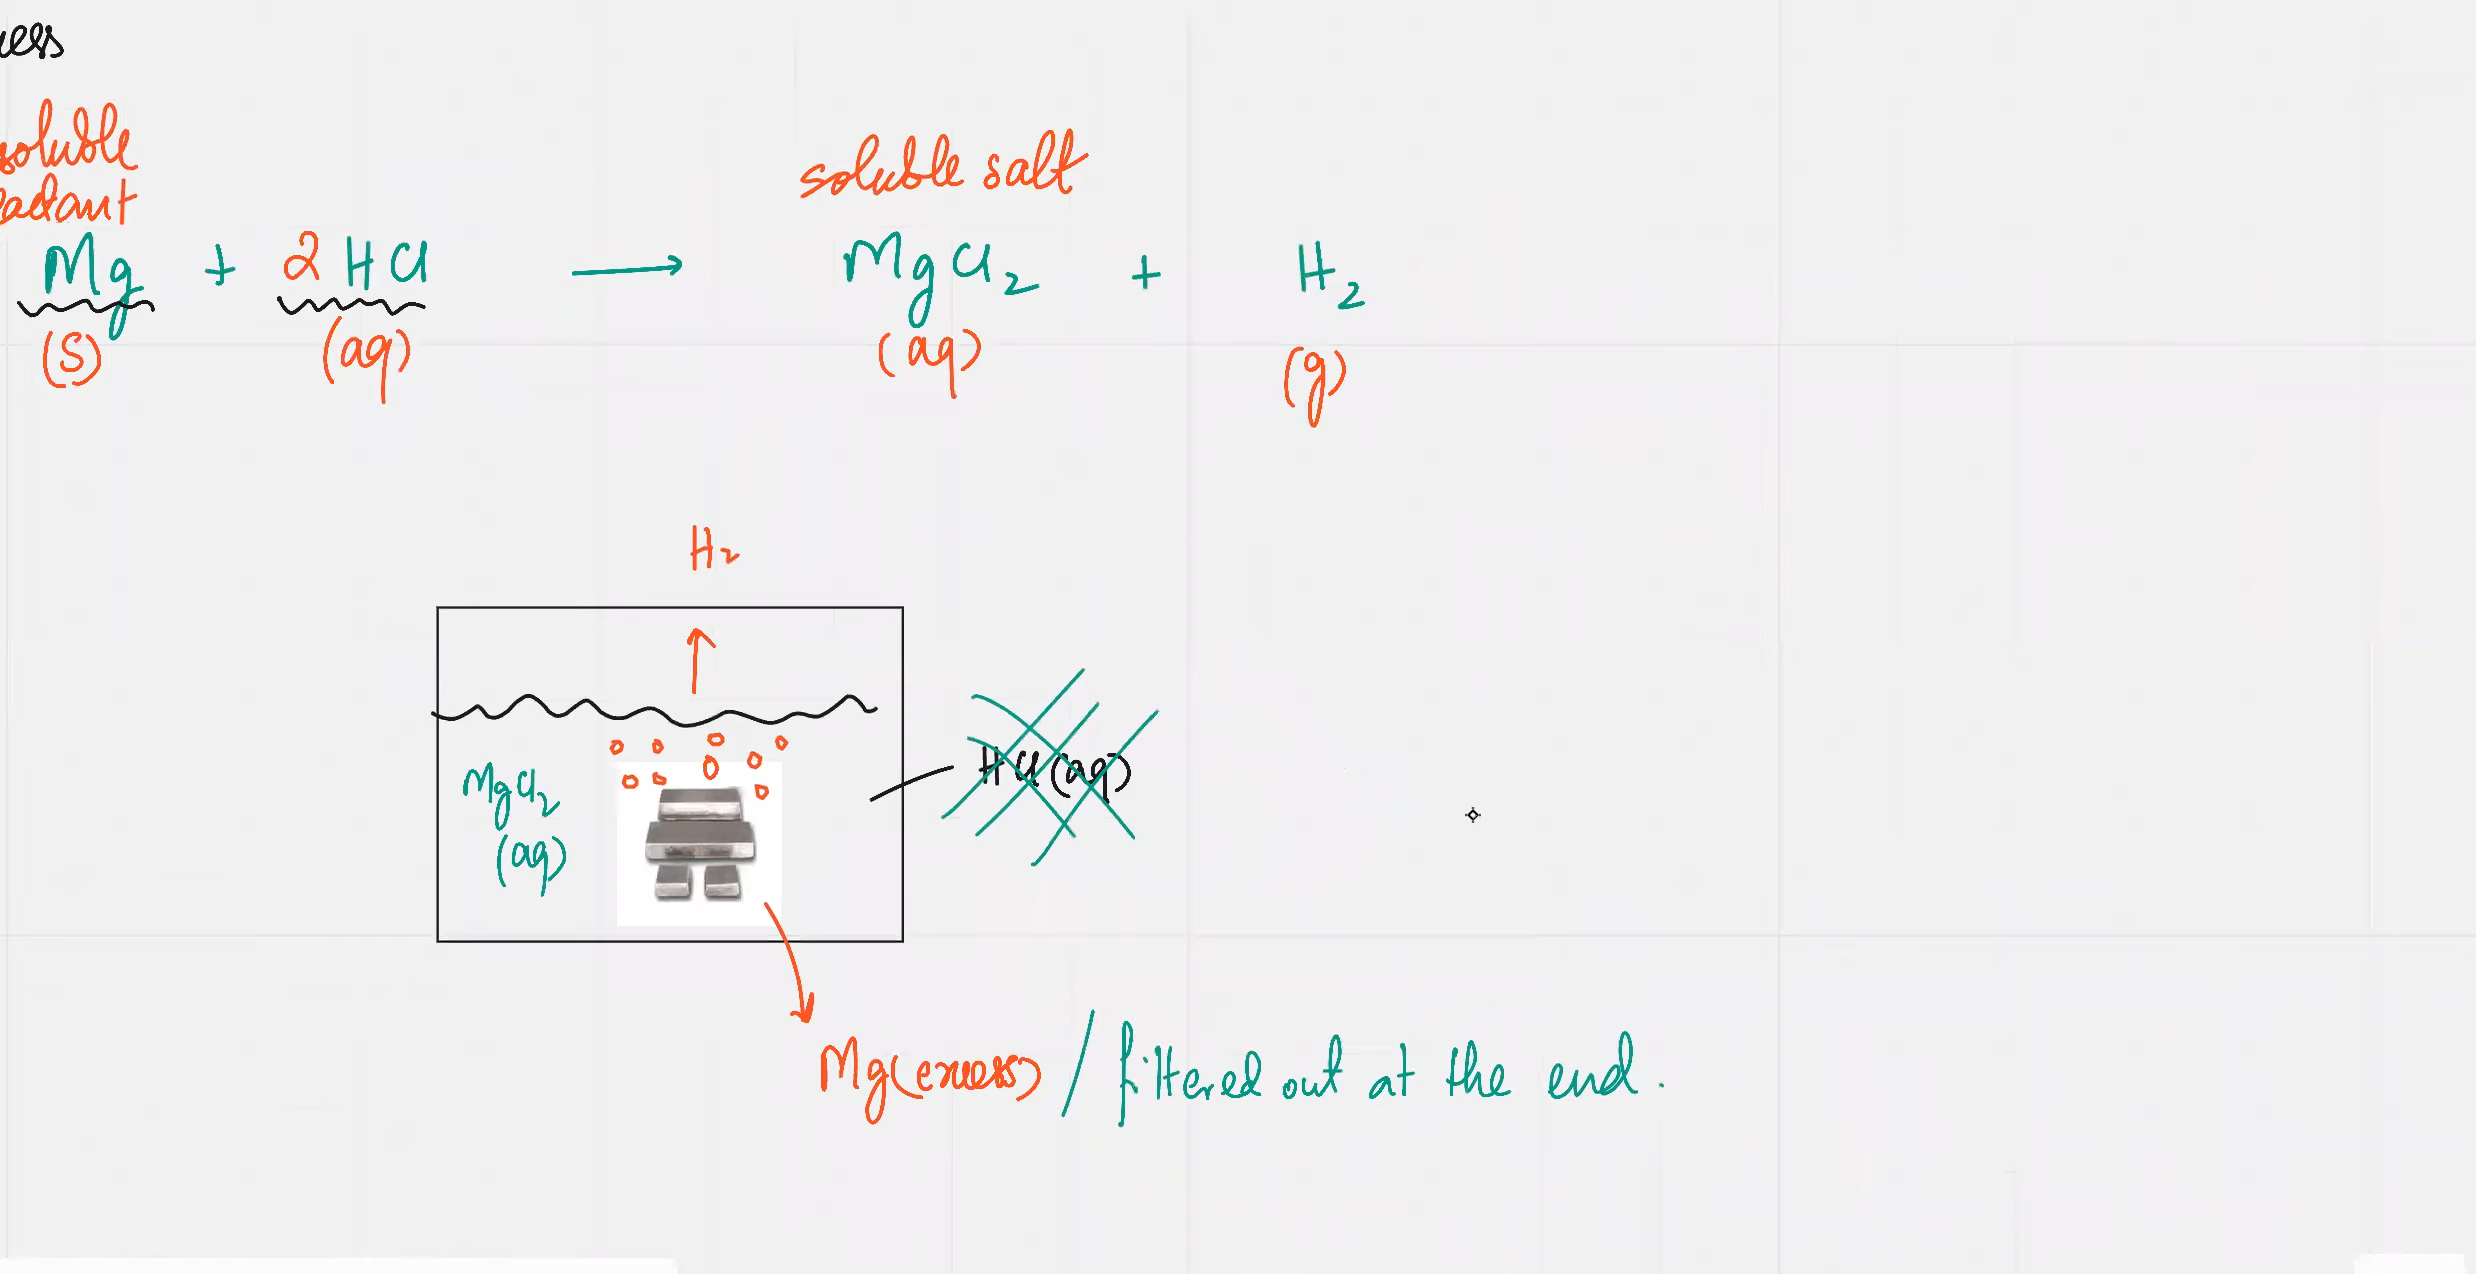 soluble
soluble salt
Mg + 2HCl → MgCl₂ + H₂
(s) (aq) (aq) (g)
H₂
HCl (aq)
MgCl₂
(aq)
Mg(excess) / filtered out at the end.